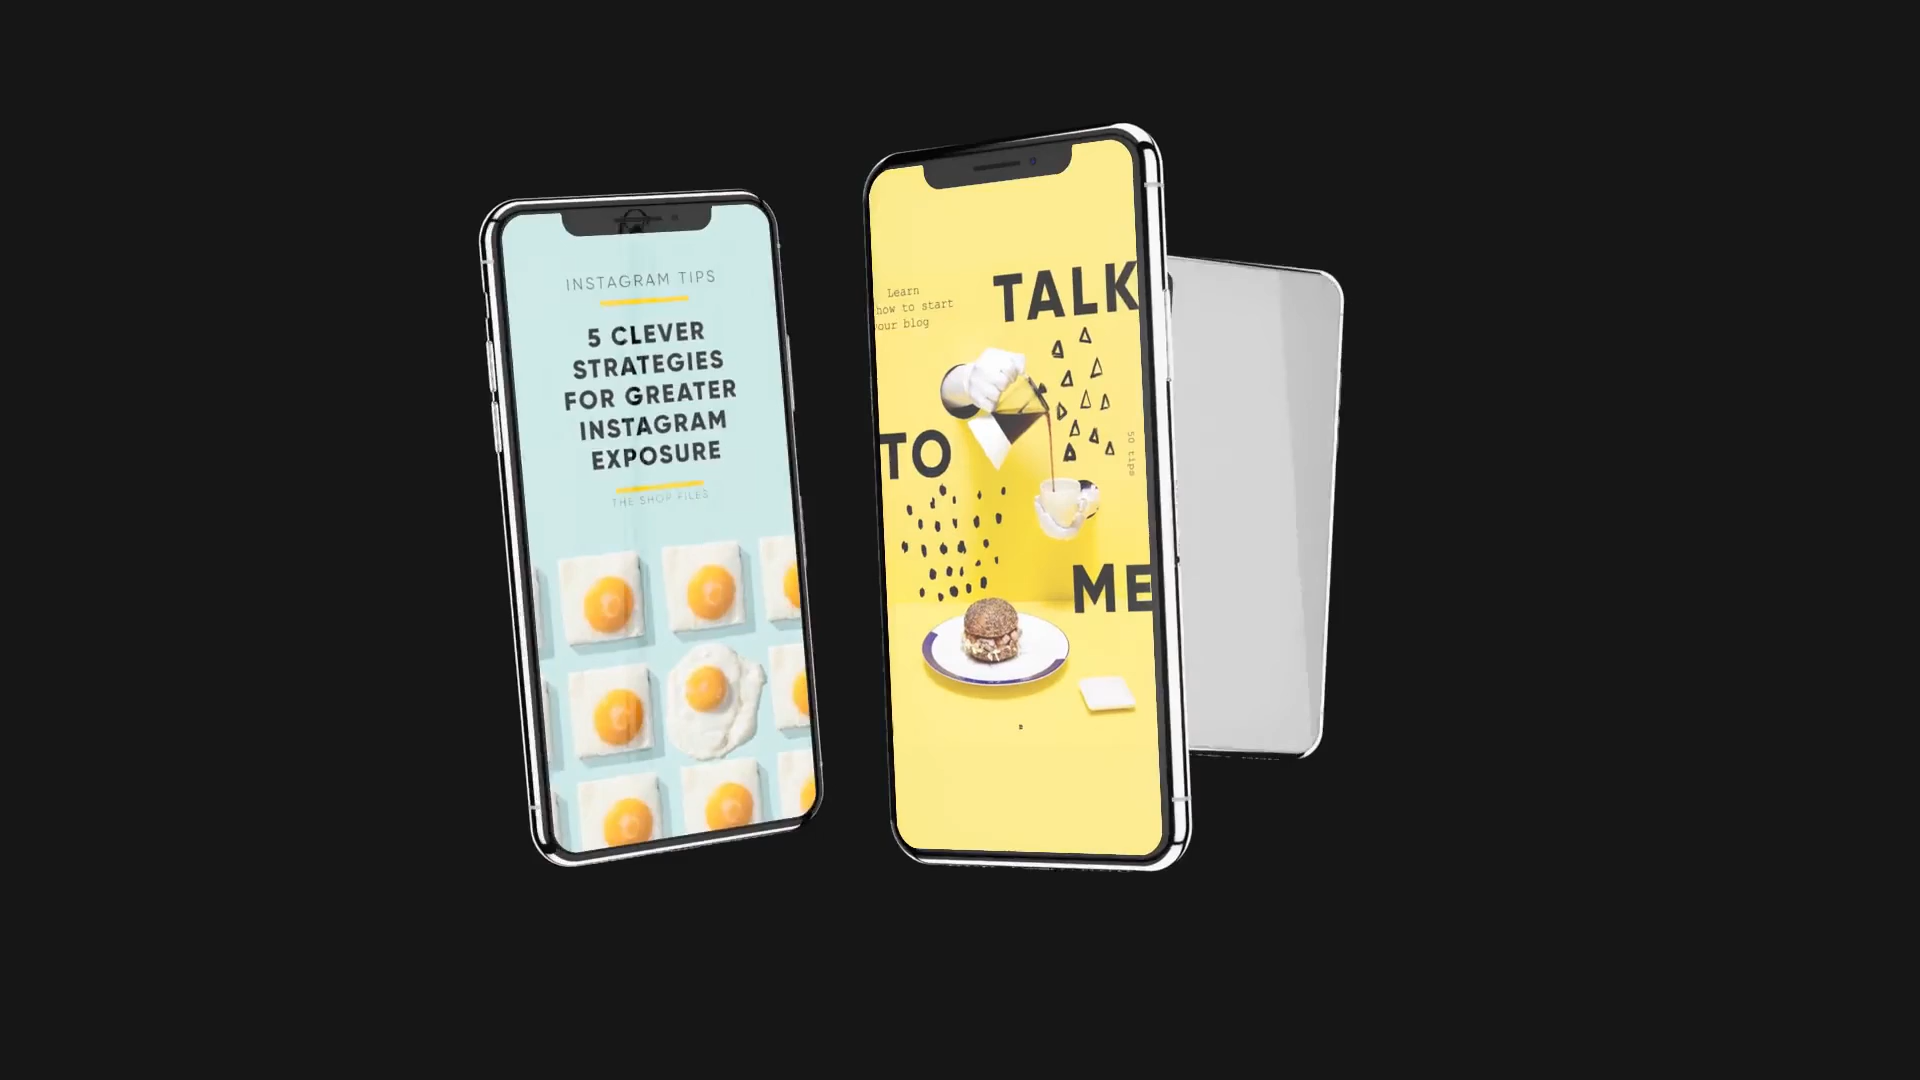 INSTAGRAM TIPS
5 CLEVER
STRATEGIES
FOR GREATER
INSTAGRAM
EXPOSURE
THE SHOP FILES
Learn
how to start
your blog
TALK
TO
50 tips
ME